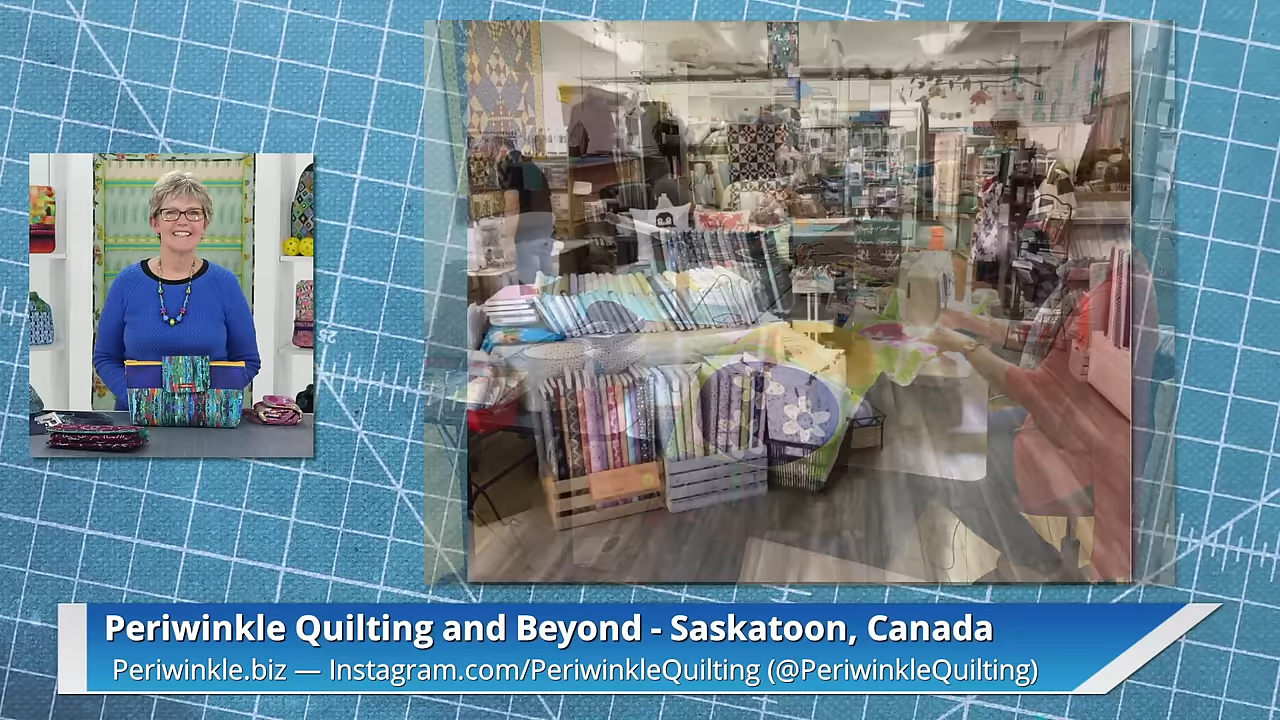 Periwinkle Quilting and Beyond - Saskatoon, Canada
Periwinkle.biz — Instagram.com/PeriwinkleQuilting (@PeriwinkleQuilting)